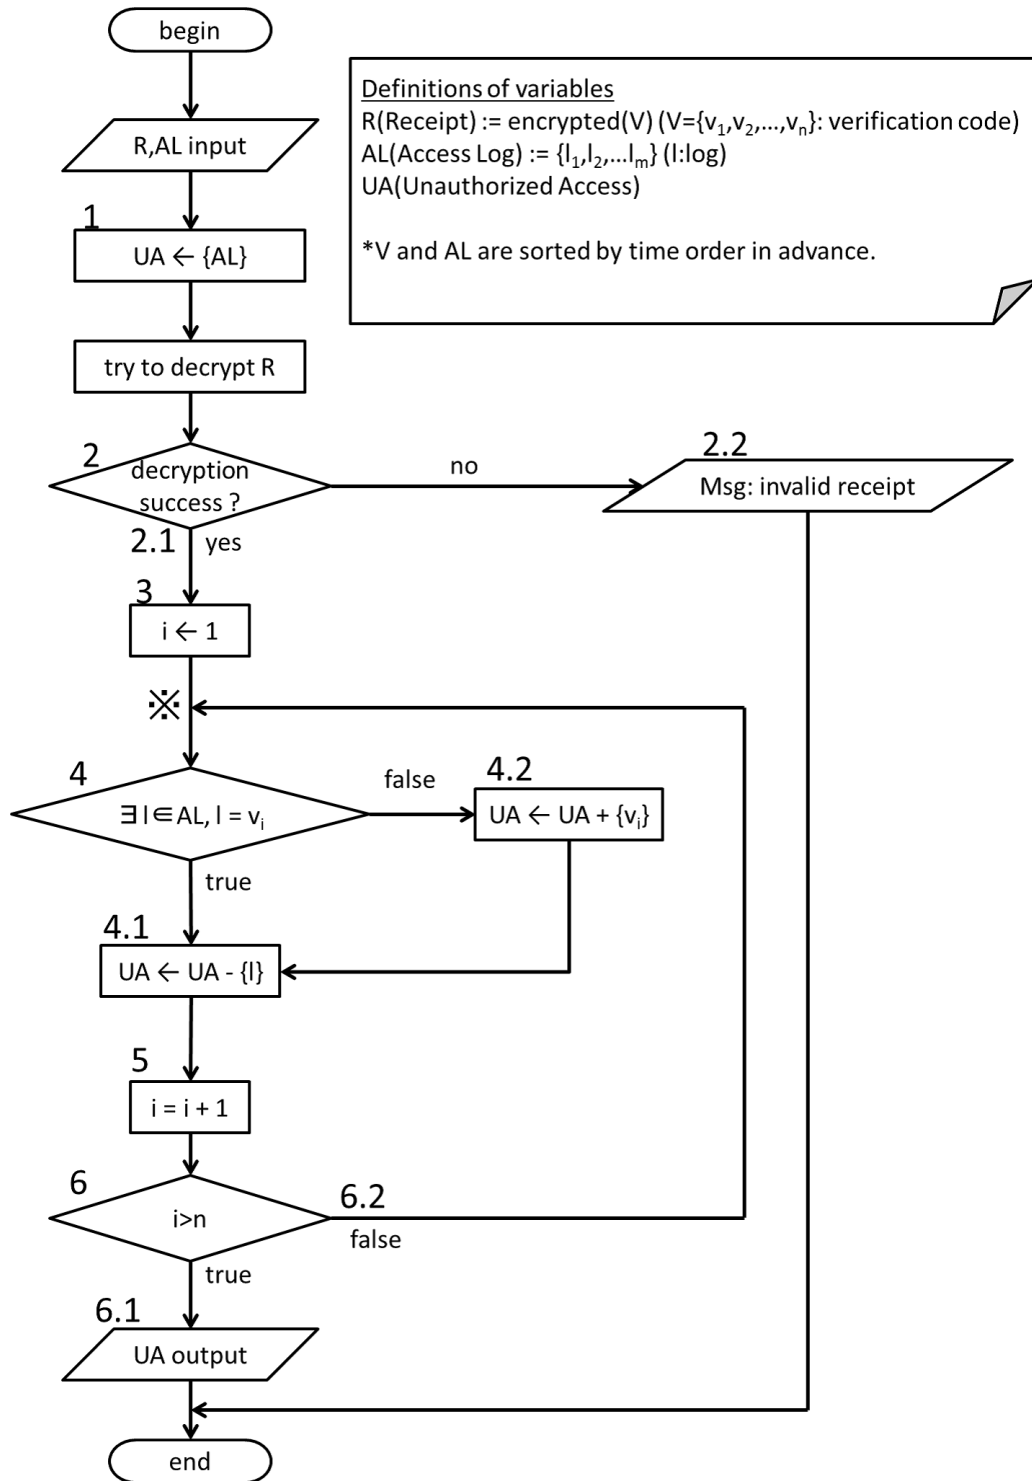 begin
Definitions of variables
R(Receipt) := encrypted(V) (V={v₁,v₂,...,vₙ}: verification code)
AL(Access Log) := {l₁,l₂,...lₘ} (l:log)
UA(Unauthorized Access)
*V and AL are sorted by time order in advance.
R,AL input
1
UA ← {AL}
try to decrypt R
2
decryption
success ?
no
2.2
Msg: invalid receipt
2.1
yes
3
i ← 1
※
4
∃ l ∈ AL, l = vᵢ
false
4.2
UA ← UA + {vᵢ}
true
4.1
UA ← UA - {l}
5
i = i + 1
6
i>n
6.2
false
true
6.1
UA output
end